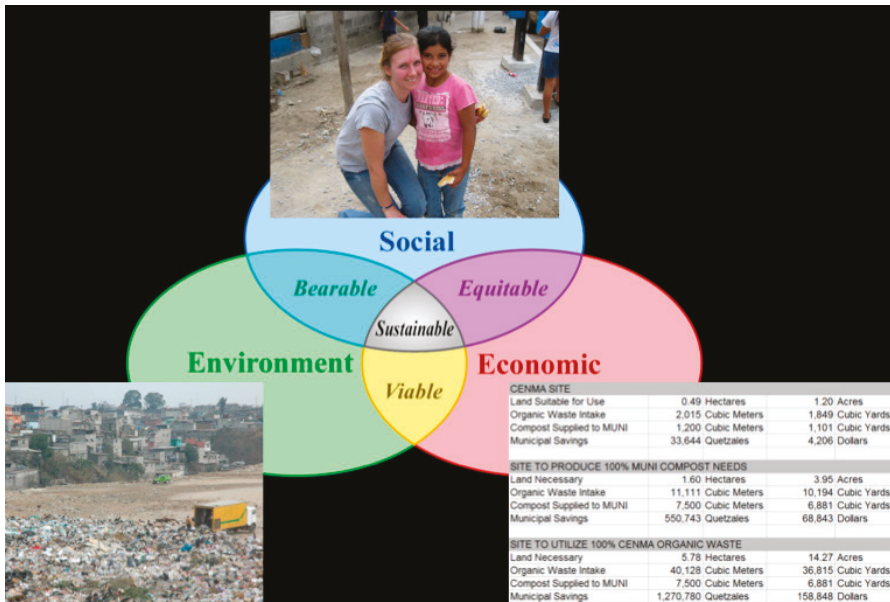 Social
Bearable
Equitable
Sustainable
Environment
Economic
Viable
CENMA SITE
Land Suitable for Use 0.49 Hectares 1.20 Acres
Organic Waste Intake 2,015 Cubic Meters 1,849 Cubic Yards
Compost Supplied to MUNI 1,200 Cubic Meters 1,101 Cubic Yards
Municipal Savings 33,644 Quetzales 4,206 Dollars
SITE TO PRODUCE 100% MUNI COMPOST NEEDS
Land Necessary 1.60 Hectares 3.95 Acres
Organic Waste Intake 11,111 Cubic Meters 10,194 Cubic Yards
Compost Supplied to MUNI 7,500 Cubic Meters 6,881 Cubic Yards
Municipal Savings 550,743 Quetzales 68,843 Dollars
SITE TO UTILIZE 100% CENMA ORGANIC WASTE
Land Necessary 5.78 Hectares 14.27 Acres
Organic Waste Intake 40,128 Cubic Meters 36,815 Cubic Yards
Compost Supplied to MUNI 7,500 Cubic Meters 6,881 Cubic Yards
Municipal Savings 1,270,780 Quetzales 158,848 Dollars